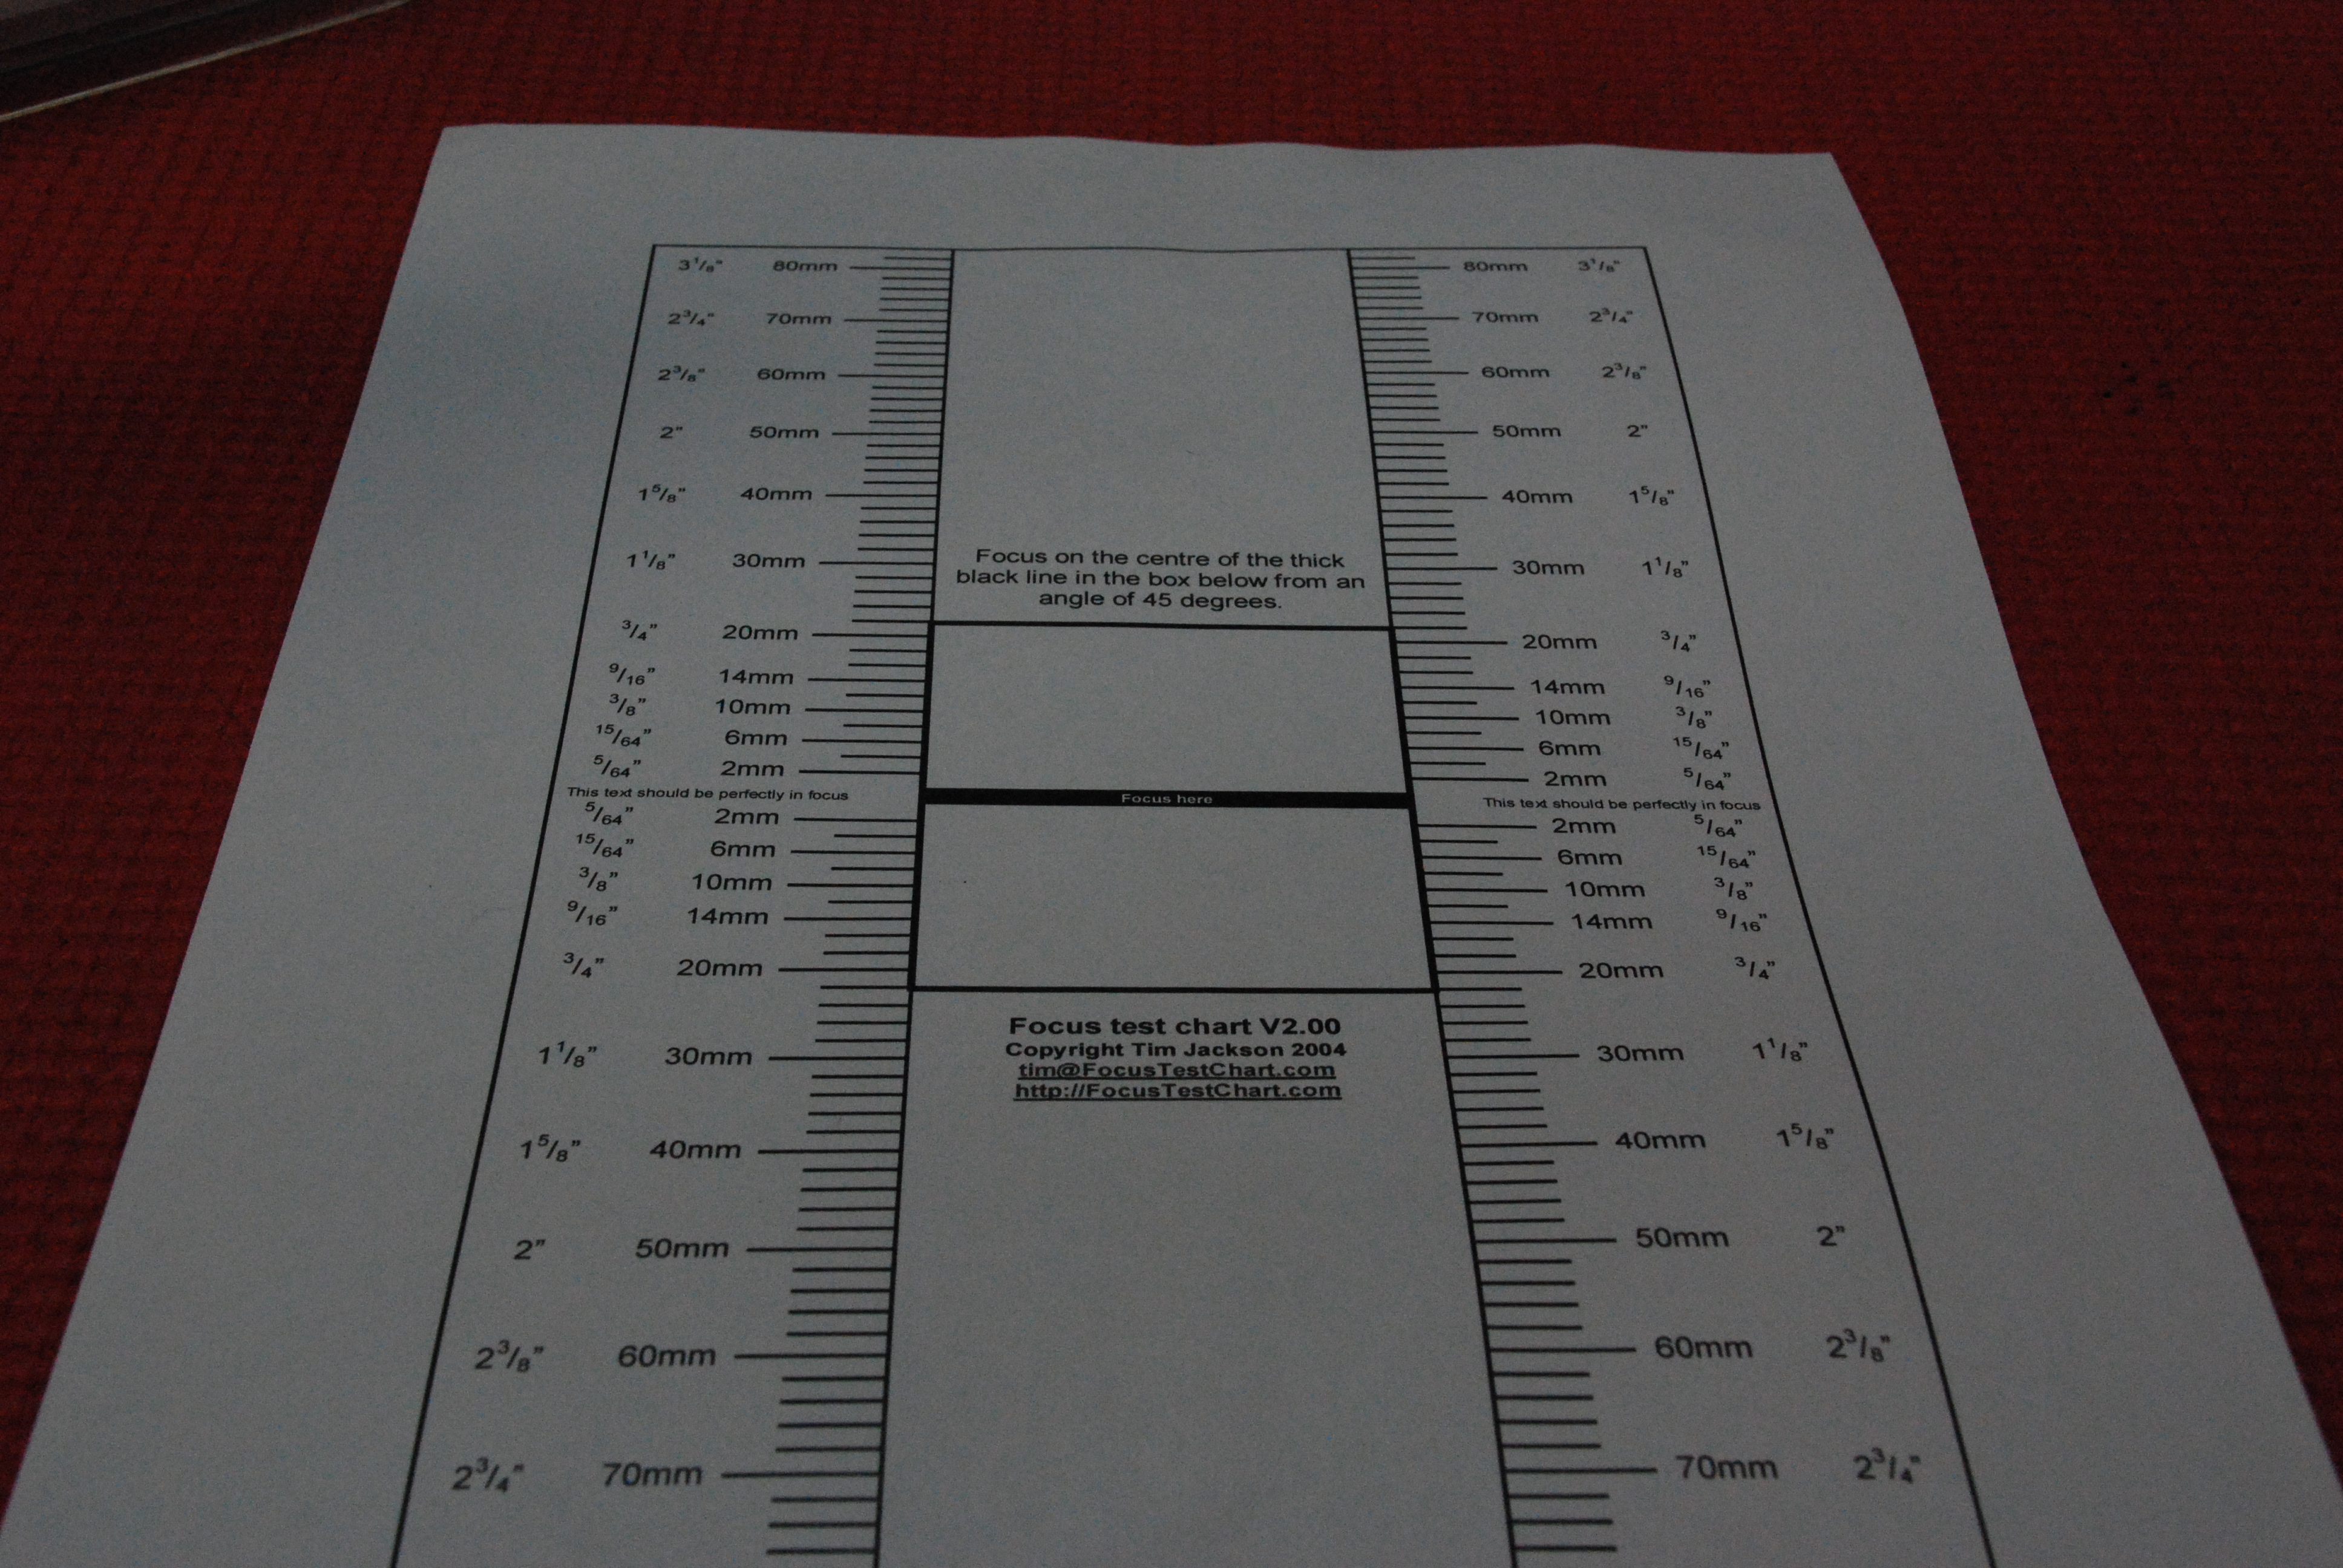 3 1/8" 80mm 80mm 3 1/8"
2 3/4" 70mm 70mm 2 3/4"
2 3/8" 60mm 60mm 2 3/8"
2" 50mm 50mm 2"
1 5/8" 40mm 40mm 1 5/8"
1 1/8" 30mm 30mm 1 1/8"
Focus on the centre of the thick
black line in the box below from an
angle of 45 degrees.
3/4" 20mm 20mm 3/4"
9/16" 14mm 14mm 9/16"
3/8" 10mm 10mm 3/8"
15/64" 6mm 6mm 15/64"
5/64" 2mm 2mm 5/64"
This text should be perfectly in focus Focus here This text should be perfectly in focus
5/64" 2mm 2mm 5/64"
15/64" 6mm 6mm 15/64"
3/8" 10mm 10mm 3/8"
9/16" 14mm 14mm 9/16"
3/4" 20mm 20mm 3/4"
Focus test chart V2.00
Copyright Tim Jackson 2004
tim@FocusTestChart.com
http://FocusTestChart.com
1 1/8" 30mm 30mm 1 1/8"
1 5/8" 40mm 40mm 1 5/8"
2" 50mm 50mm 2"
2 3/8" 60mm 60mm 2 3/8"
2 3/4" 70mm 70mm 2 3/4"